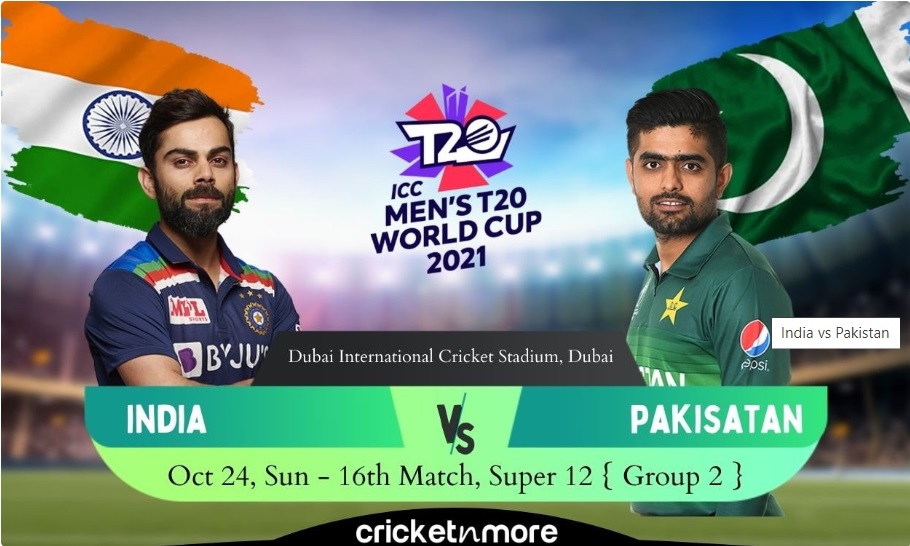 T20
ICC
MEN'S T20
WORLD CUP
2021
MPL
SPORTS
BYJU'S
pepsi.
India vs Pakistan
Dubai International Cricket Stadium, Dubai
INDIA
VS
PAKISATAN
Oct 24, Sun - 16th Match, Super 12 { Group 2 }
cricketnmore